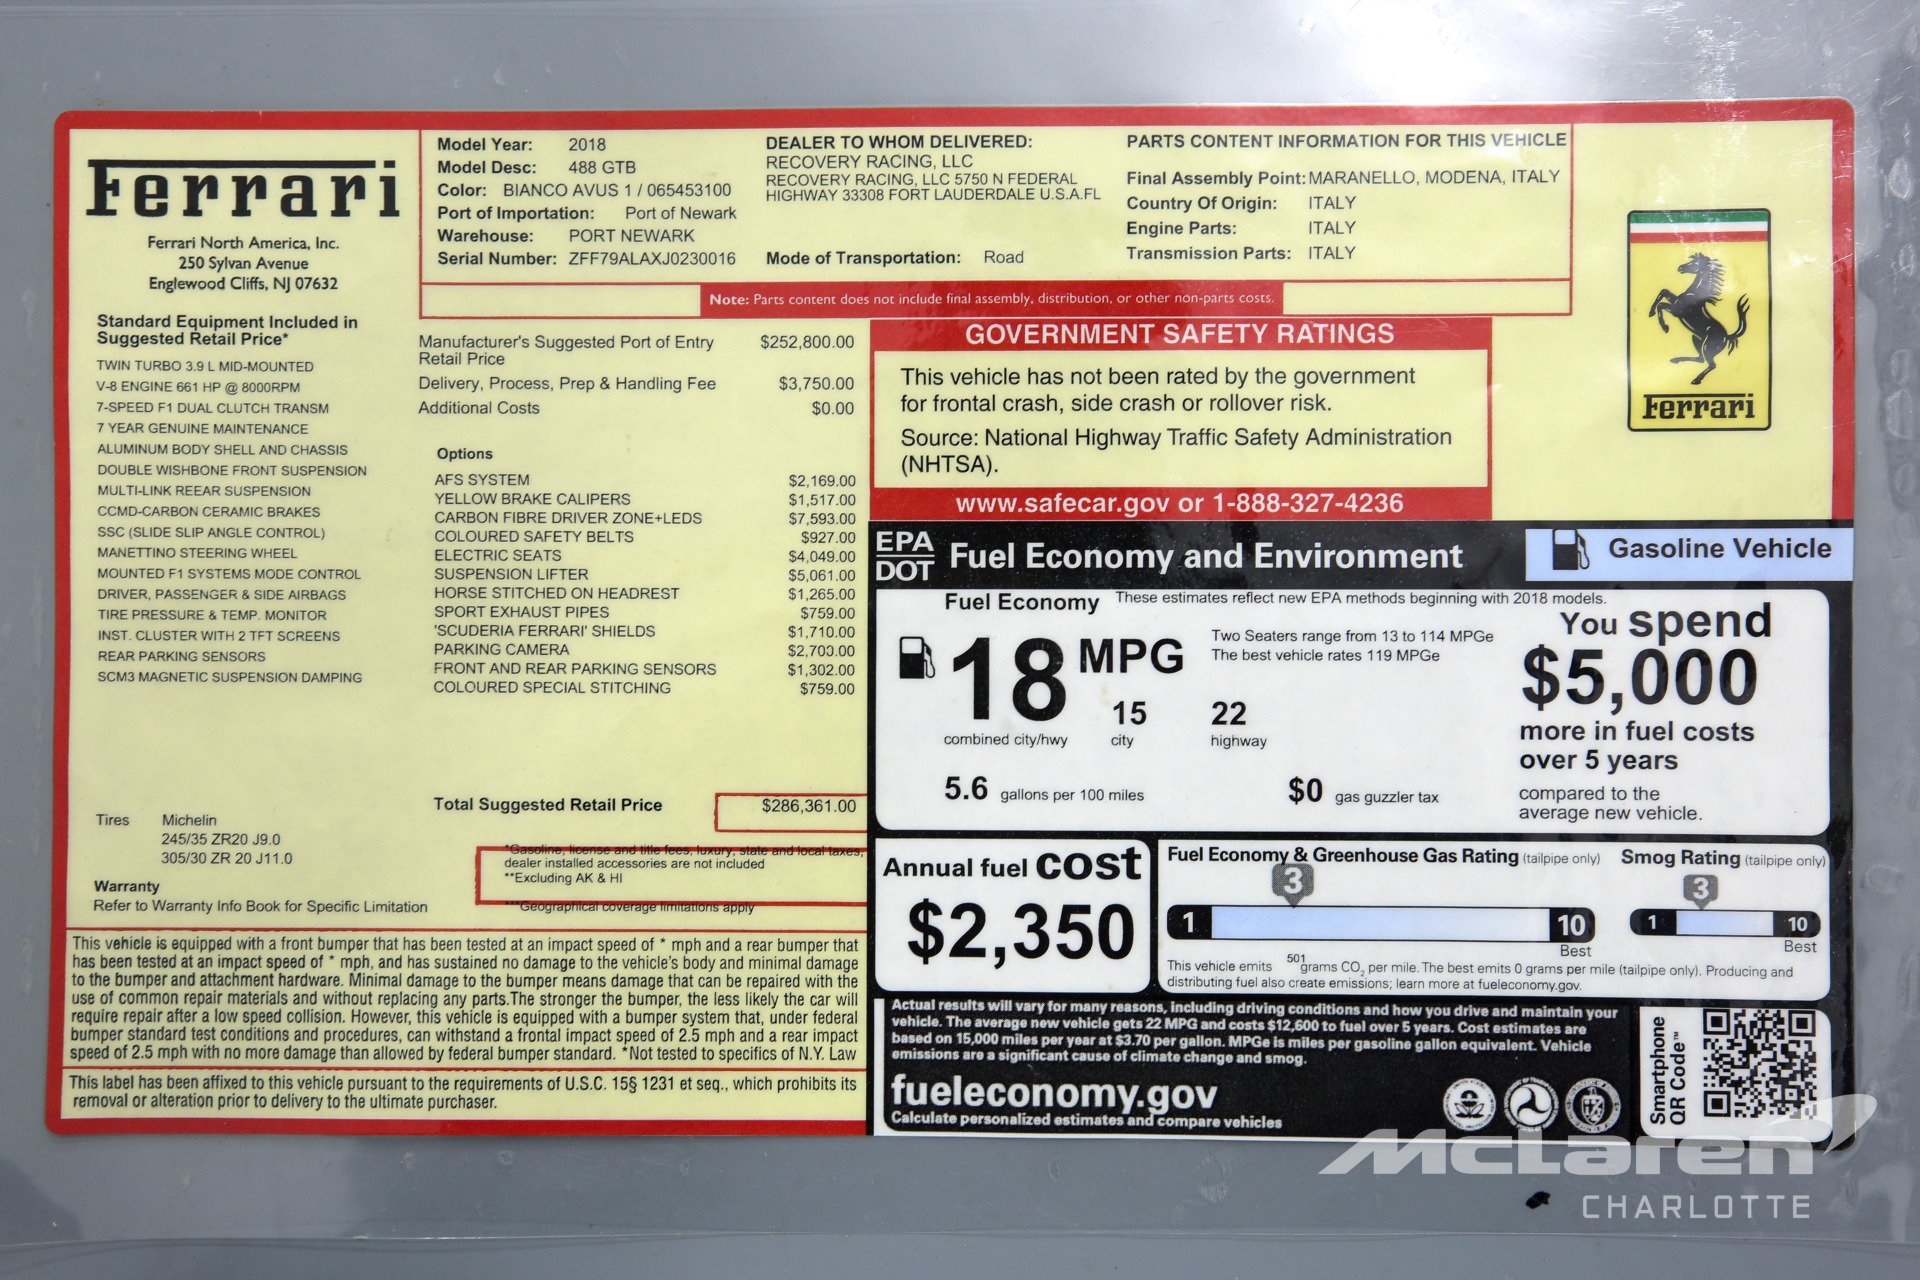 Ferrari
Ferrari North America, Inc.
250 Sylvan Avenue
Englewood Cliffs, NJ 07632
Standard Equipment Included in
Suggested Retail Price*
TWIN TURBO 3.9 L MID-MOUNTED
V-8 ENGINE 661 HP @ 8000RPM
7-SPEED F1 DUAL CLUTCH TRANSM
7 YEAR GENUINE MAINTENANCE
ALUMINUM BODY SHELL AND CHASSIS
DOUBLE WISHBONE FRONT SUSPENSION
MULTI-LINK REEAR SUSPENSION
CCMD-CARBON CERAMIC BRAKES
SSC (SLIDE SLIP ANGLE CONTROL)
MANETTINO STEERING WHEEL
MOUNTED F1 SYSTEMS MODE CONTROL
DRIVER, PASSENGER & SIDE AIRBAGS
TIRE PRESSURE & TEMP. MONITOR
INST. CLUSTER WITH 2 TFT SCREENS
REAR PARKING SENSORS
SCM3 MAGNETIC SUSPENSION DAMPING
Tires Michelin
245/35 ZR20 J9.0
305/30 ZR 20 J11.0
Warranty
Refer to Warranty Info Book for Specific Limitation
Model Year: 2018
Model Desc: 488 GTB
Color: BIANCO AVUS 1 / 065453100
Port of Importation: Port of Newark
Warehouse: PORT NEWARK
Serial Number: ZFF79ALAXJ0230016
DEALER TO WHOM DELIVERED:
RECOVERY RACING, LLC
RECOVERY RACING, LLC 5750 N FEDERAL
HIGHWAY 33308 FORT LAUDERDALE U.S.A.FL
Mode of Transportation: Road
PARTS CONTENT INFORMATION FOR THIS VEHICLE
Final Assembly Point: MARANELLO, MODENA, ITALY
Country Of Origin: ITALY
Engine Parts: ITALY
Transmission Parts: ITALY
Note: Parts content does not include final assembly, distribution, or other non-parts costs.
Manufacturer's Suggested Port of Entry $252,800.00
Retail Price
Delivery, Process, Prep & Handling Fee $3,750.00
Additional Costs $0.00
Options
AFS SYSTEM $2,169.00
YELLOW BRAKE CALIPERS $1,517.00
CARBON FIBRE DRIVER ZONE+LEDS $7,593.00
COLOURED SAFETY BELTS $927.00
ELECTRIC SEATS $4,049.00
SUSPENSION LIFTER $5,061.00
HORSE STITCHED ON HEADREST $1,265.00
SPORT EXHAUST PIPES $759.00
'SCUDERIA FERRARI' SHIELDS $1,710.00
PARKING CAMERA $2,700.00
FRONT AND REAR PARKING SENSORS $1,302.00
COLOURED SPECIAL STITCHING $759.00
Total Suggested Retail Price $286,361.00
*Gasoline, license and title fees, luxury, state and local taxes,
dealer installed accessories are not included
**Excluding AK & HI
***Geographical coverage limitations apply
This vehicle is equipped with a front bumper that has been tested at an impact speed of * mph and a rear bumper that
has been tested at an impact speed of * mph, and has sustained no damage to the vehicle's body and minimal damage
to the bumper and attachment hardware. Minimal damage to the bumper means damage that can be repaired with the
use of common repair materials and without replacing any parts.The stronger the bumper, the less likely the car will
require repair after a low speed collision. However, this vehicle is equipped with a bumper system that, under federal
bumper standard test conditions and procedures, can withstand a frontal impact speed of 2.5 mph and a rear impact
speed of 2.5 mph with no more damage than allowed by federal bumper standard. *Not tested to specifics of N.Y. Law
This label has been affixed to this vehicle pursuant to the requirements of U.S.C. 15§ 1231 et seq., which prohibits its
removal or alteration prior to delivery to the ultimate purchaser.
GOVERNMENT SAFETY RATINGS
This vehicle has not been rated by the government
for frontal crash, side crash or rollover risk.
Source: National Highway Traffic Safety Administration
(NHTSA).
www.safecar.gov or 1-888-327-4236
Ferrari
EPA
DOT
Fuel Economy and Environment
Gasoline Vehicle
Fuel Economy These estimates reflect new EPA methods beginning with 2018 models.
18 MPG
combined city/hwy
15
city
22
highway
Two Seaters range from 13 to 114 MPGe
The best vehicle rates 119 MPGe
5.6 gallons per 100 miles
$0 gas guzzler tax
You spend
$5,000
more in fuel costs
over 5 years
compared to the
average new vehicle.
Annual fuel cost
$2,350
Fuel Economy & Greenhouse Gas Rating (tailpipe only)
3
1 10
Best
Smog Rating (tailpipe only)
3
1 10
Best
This vehicle emits 501 grams CO2 per mile. The best emits 0 grams per mile (tailpipe only). Producing and
distributing fuel also create emissions; learn more at fueleconomy.gov.
Actual results will vary for many reasons, including driving conditions and how you drive and maintain your
vehicle. The average new vehicle gets 22 MPG and costs $12,600 to fuel over 5 years. Cost estimates are
based on 15,000 miles per year at $3.70 per gallon. MPGe is miles per gasoline gallon equivalent. Vehicle
emissions are a significant cause of climate change and smog.
fueleconomy.gov
Calculate personalized estimates and compare vehicles
Smartphone
QR Code™
McLaren
CHARLOTTE